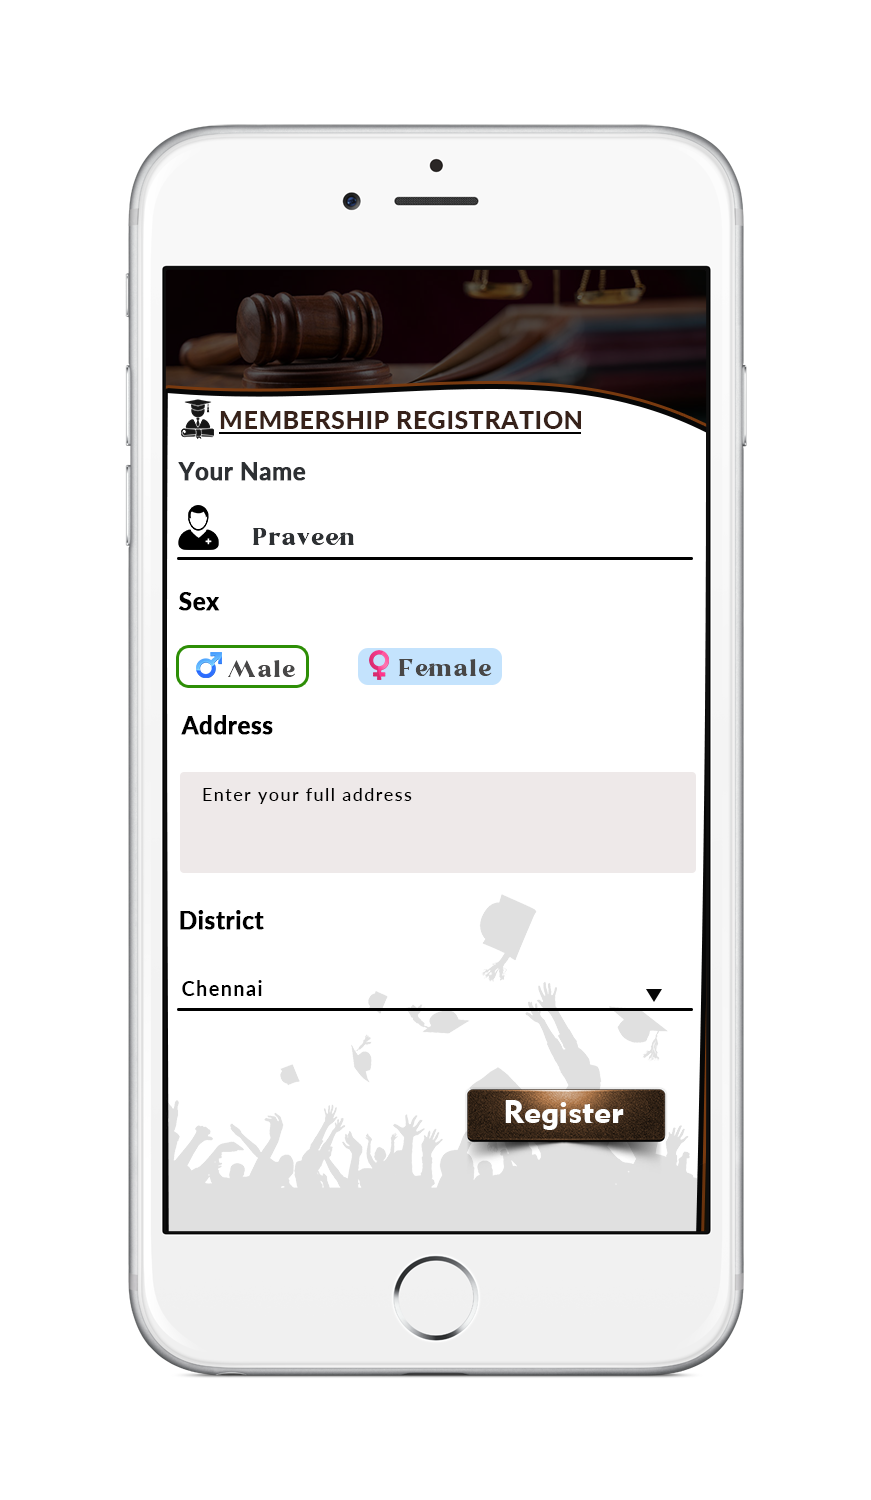 MEMBERSHIP REGISTRATION
Your Name
Praveen
Sex
Male Female
Address
Enter your full address
District
Chennai
Register